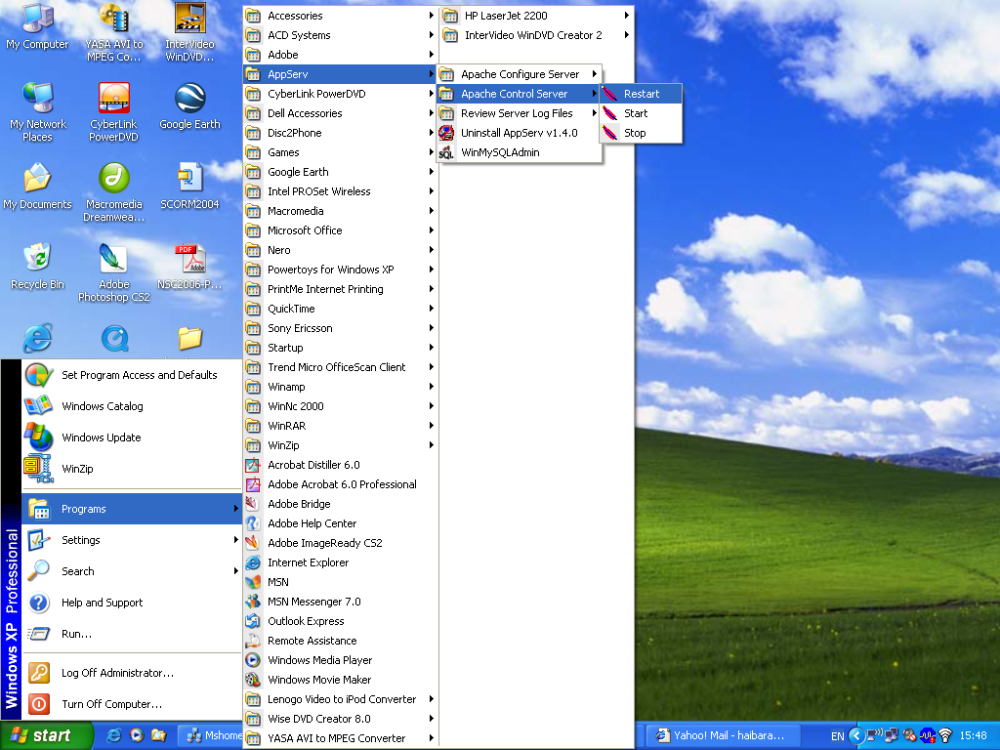 My Computer
YASA AVI to
MPEG Co...
InterVideo
WinDVD...
My Network
Places
CyberLink
PowerDVD
Google Earth
My Documents
Macromedia
Dreamwea...
SCORM2004
Recycle Bin
Adobe
Photoshop CS2
PDF
Adobe
NSC2006-P...
Set Program Access and Defaults
Windows Catalog
Windows Update
WinZip
Programs
Settings
Search
Help and Support
Run...
Log Off Administrator...
Turn Off Computer...
Windows XP Professional
Accessories
ACD Systems
Adobe
AppServ
CyberLink PowerDVD
Dell Accessories
Disc2Phone
Games
Google Earth
Intel PROSet Wireless
Macromedia
Microsoft Office
Nero
Powertoys for Windows XP
PrintMe Internet Printing
QuickTime
Sony Ericsson
Startup
Trend Micro OfficeScan Client
Winamp
WinNc 2000
WinRAR
WinZip
Acrobat Distiller 6.0
Adobe Acrobat 6.0 Professional
Adobe Bridge
Adobe Help Center
Adobe ImageReady CS2
Internet Explorer
MSN
MSN Messenger 7.0
Outlook Express
Remote Assistance
Windows Media Player
Windows Movie Maker
Lenogo Video to iPod Converter
Wise DVD Creator 8.0
YASA AVI to MPEG Converter
HP LaserJet 2200
InterVideo WinDVD Creator 2
Apache Configure Server
Apache Control Server
Review Server Log Files
Uninstall AppServ v1.4.0
SQL
WinMySQLAdmin
Restart
Start
Stop
start
Mshome
Yahoo! Mail - haibara...
EN
15:48